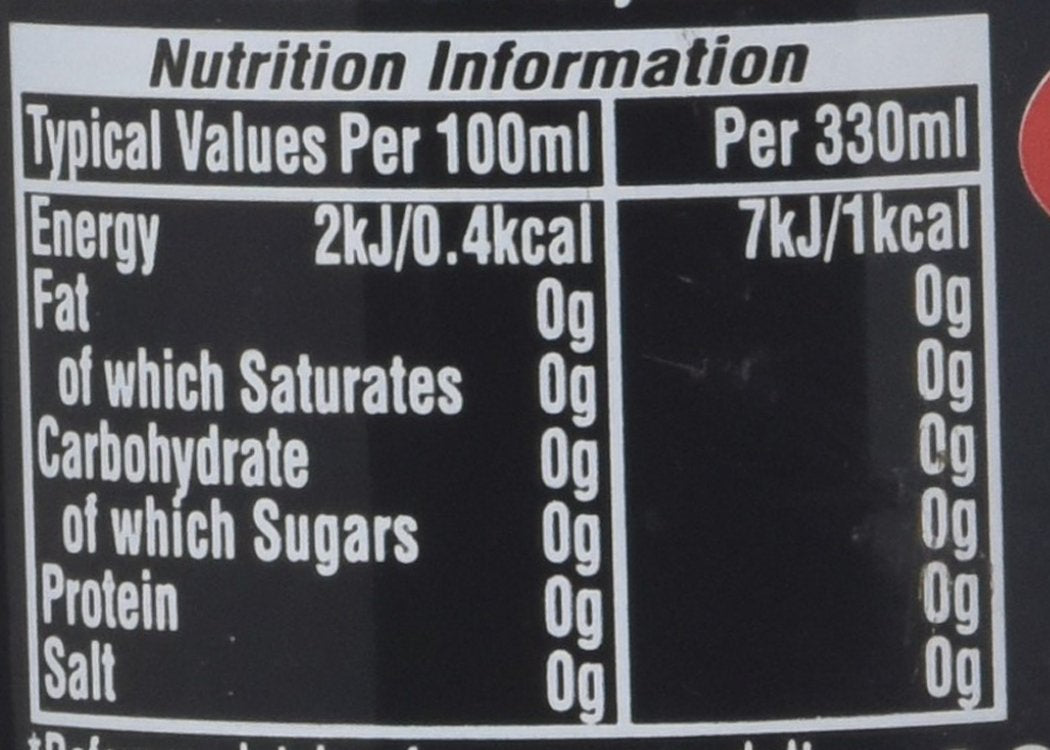 Nutrition Information
Typical Values Per 100ml Per 330ml
Energy 2kJ/0.4kcal 7kJ/1kcal
Fat 0g 0g
of which Saturates 0g 0g
Carbohydrate 0g 0g
of which Sugars 0g 0g
Protein 0g 0g
Salt 0g 0g